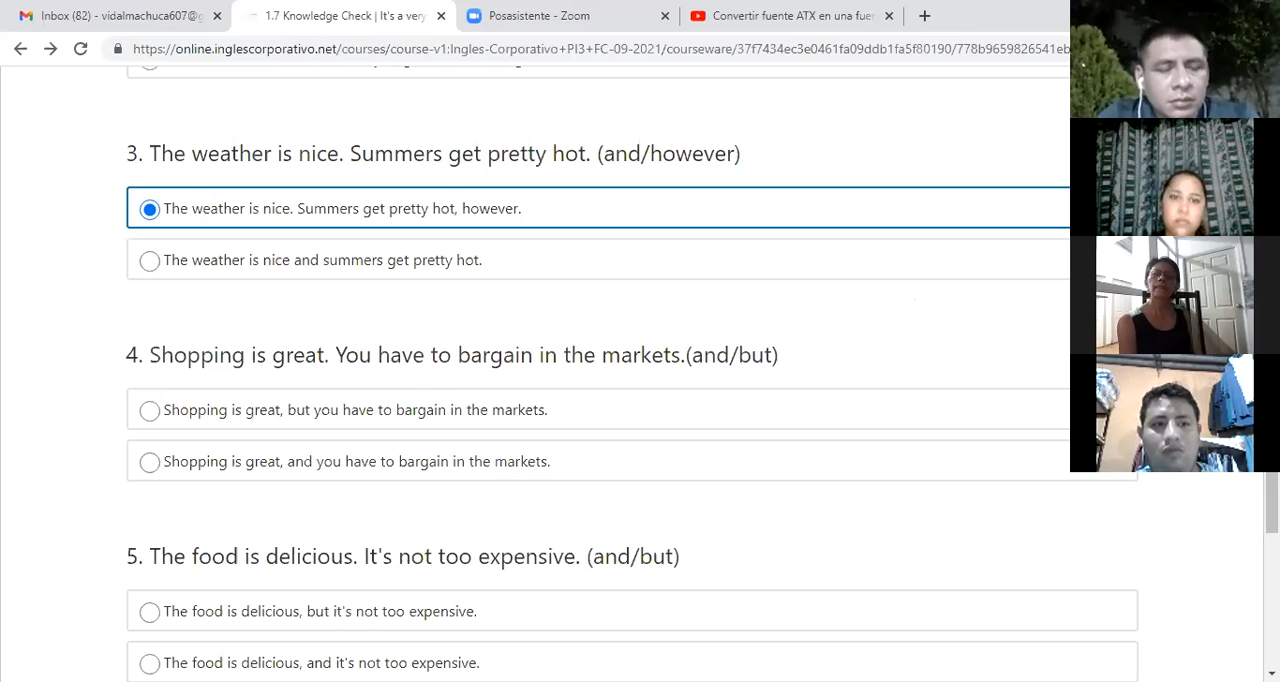 Inbox (82) - vidalmachuca607@g
1.7 Knowledge Check | It's a very
Posasistente - Zoom
Convertir fuente ATX en una fuer
https://online.inglescorporativo.net/courses/course-v1:Ingles-Corporativo+PI3+FC-09-2021/courseware/37f7434ec3e0461fa09ddb1fa5f80190/778b9659826541eb
3. The weather is nice. Summers get pretty hot. (and/however)
The weather is nice. Summers get pretty hot, however.
The weather is nice and summers get pretty hot.
4. Shopping is great. You have to bargain in the markets.(and/but)
Shopping is great, but you have to bargain in the markets.
Shopping is great, and you have to bargain in the markets.
5. The food is delicious. It's not too expensive. (and/but)
The food is delicious, but it's not too expensive.
The food is delicious, and it's not too expensive.